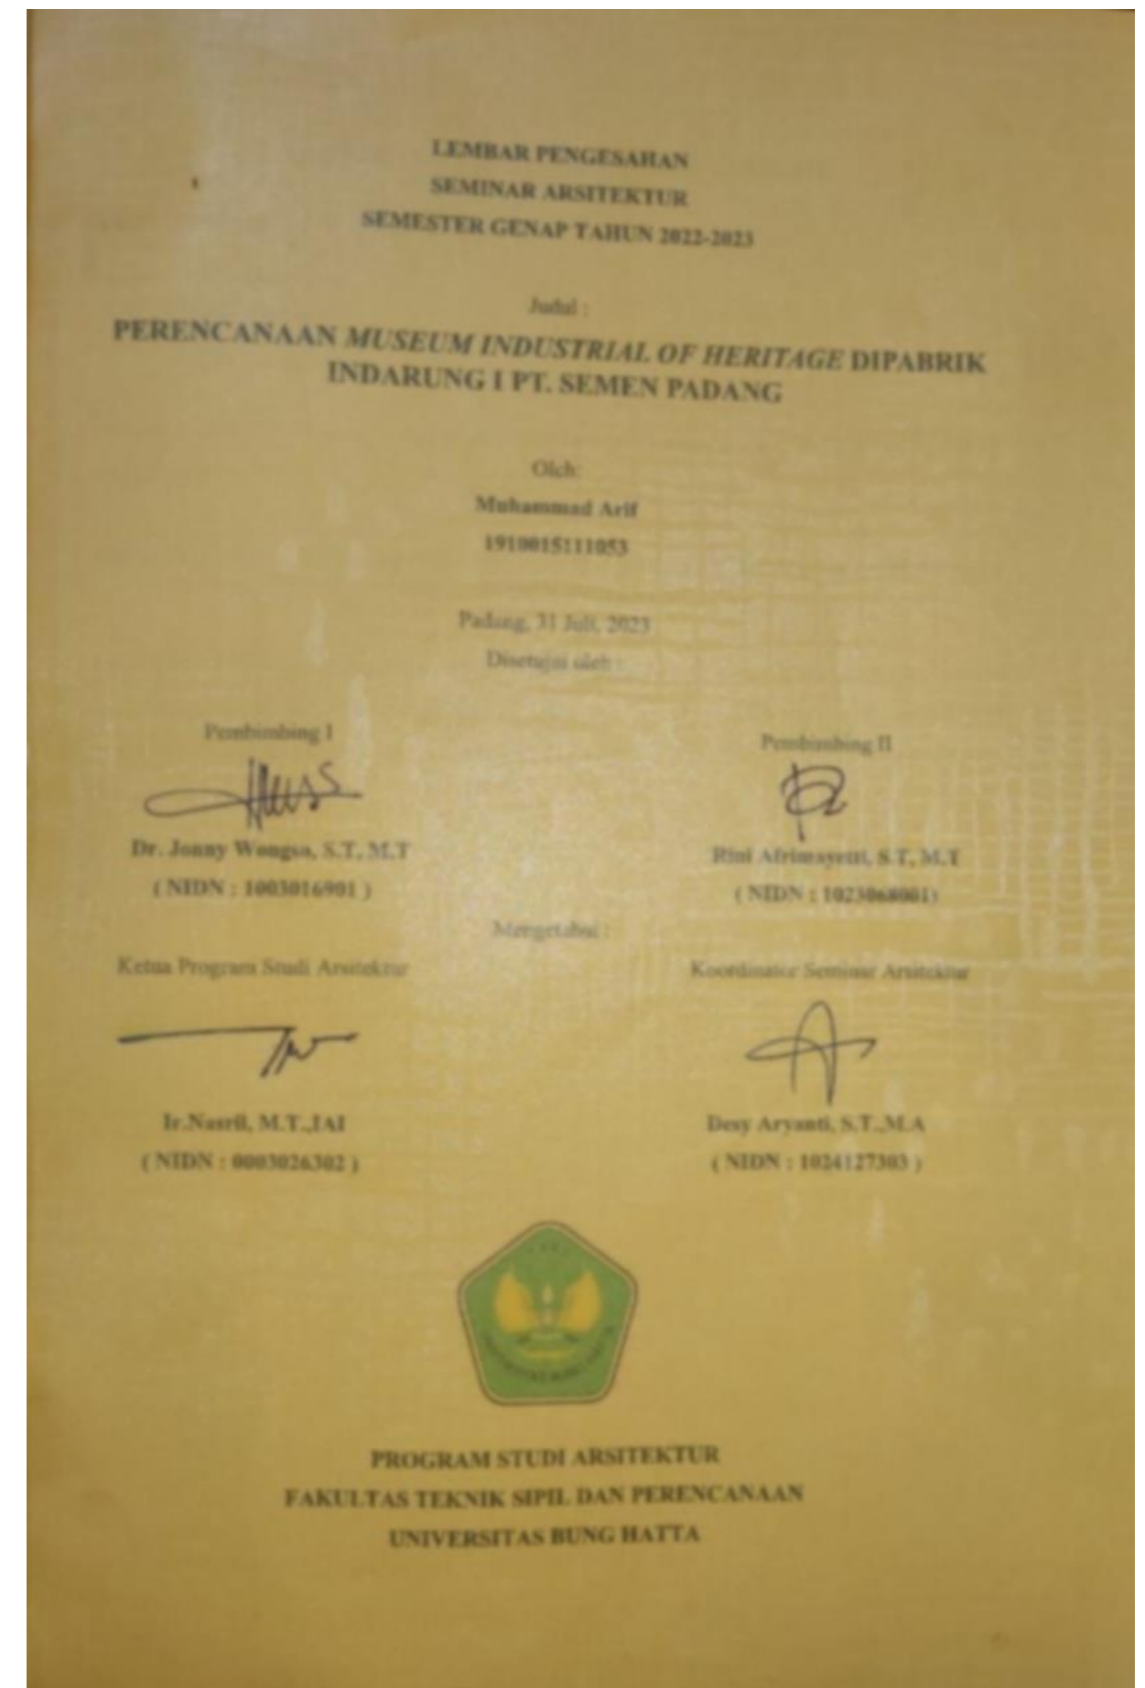 LEMBAR PENGESAHAN
SEMINAR ARSITEKTUR
SEMESTER GENAP TAHUN 2022-2023
Judul :
PERENCANAAN MUSEUM INDUSTRIAL OF HERITAGE DIPABRIK
INDARUNG I PT. SEMEN PADANG
Oleh:
Muhammad Arif
1910015111053
Padang, 31 Juli, 2023
Disetujui oleh :
Pembimbing I
Pembimbing II
Dr. Jonny Wongso, S.T, M.T
Rini Afrimayetti, S.T, M.T
( NIDN : 1003016901 )
( NIDN : 1023068001)
Mengetahui :
Ketua Program Studi Arsitektur
Koordinator Seminar Arsitektur
Ir.Nasril, M.T.,IAI
Desy Aryanti, S.T.,M.A
( NIDN : 0003026302 )
( NIDN : 1024127303 )
PROGRAM STUDI ARSITEKTUR
FAKULTAS TEKNIK SIPIL DAN PERENCANAAN
UNIVERSITAS BUNG HATTA